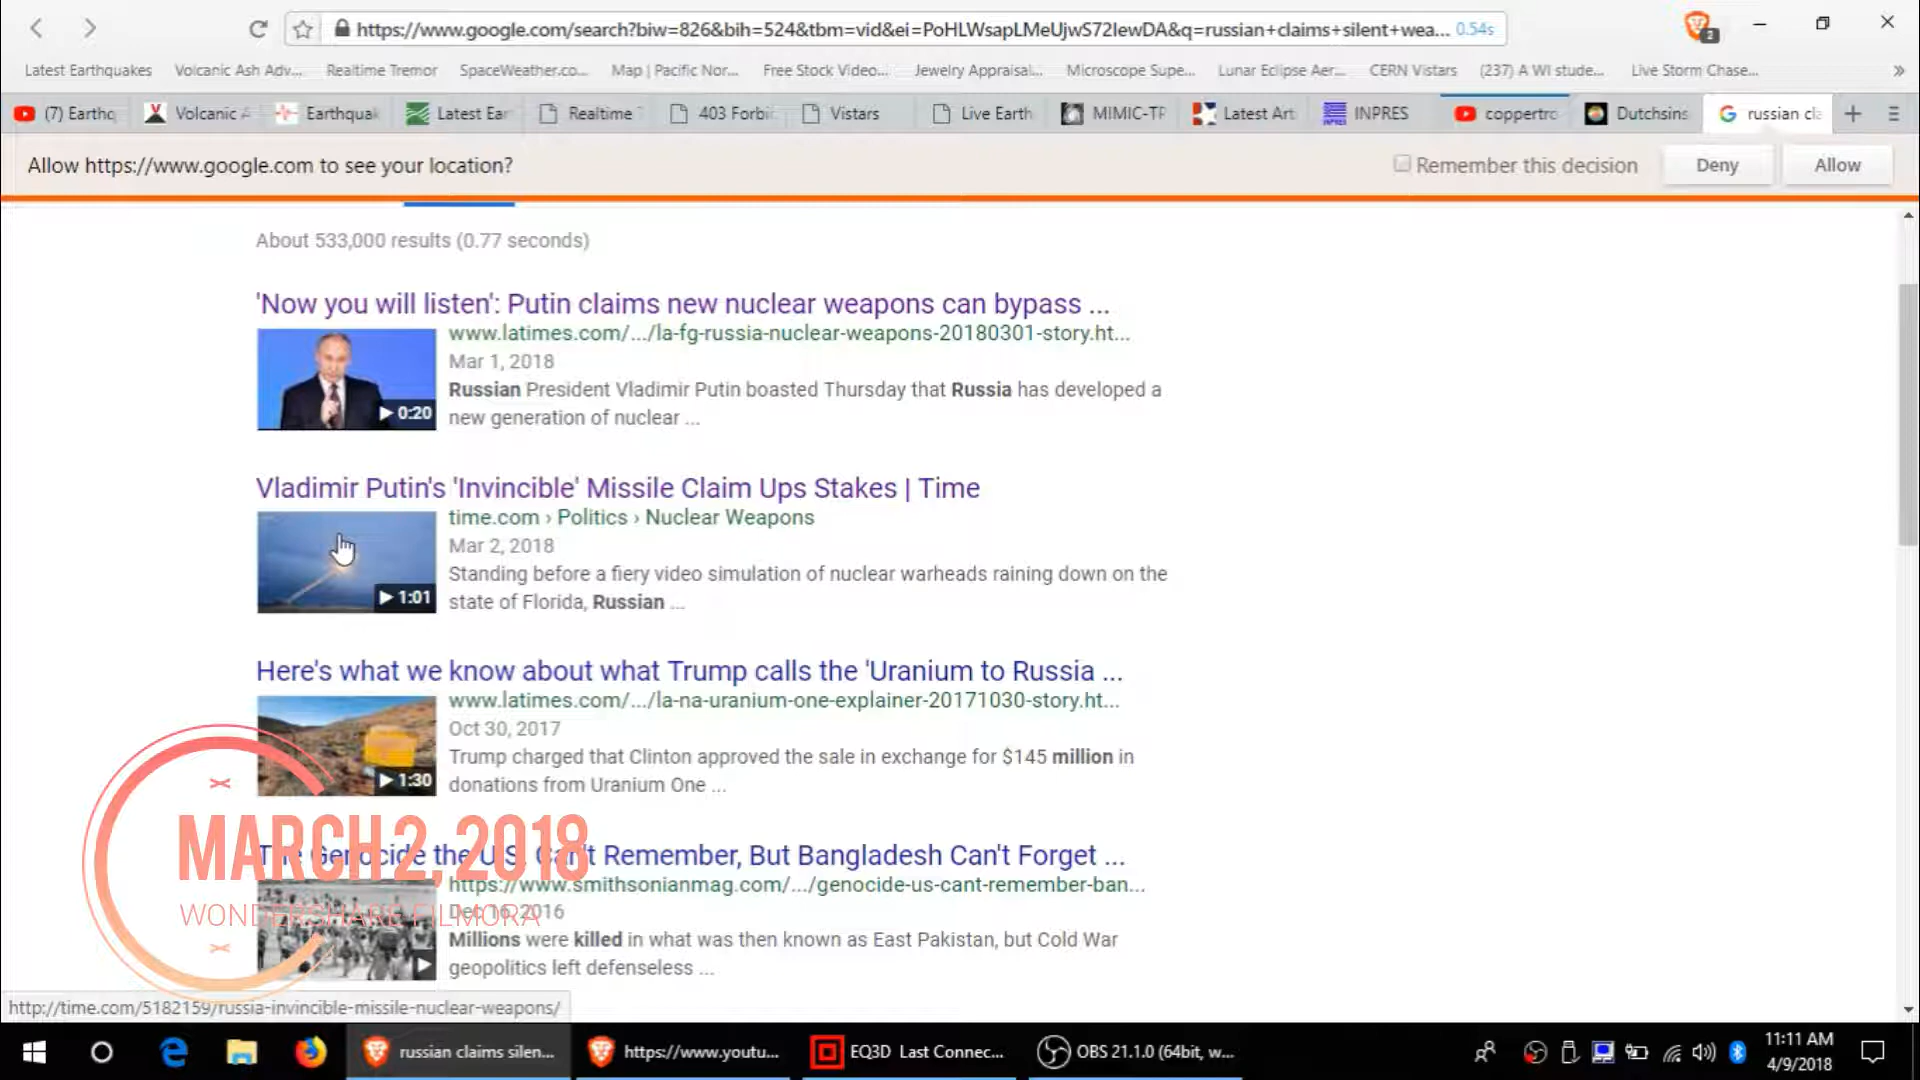 https://www.google.com/search?biw=826&bih=524&tbm=vid&ei=PoHLWsapLMeUjwS72IewDA&q=russian+claims+silent+wea... 0.54s
2
Latest Earthquakes Volcanic Ash Adv... Realtime Tremor SpaceWeather.co... Map | Pacific Nor... Free Stock Video... Jewelry Appraisal... Microscope Supe... Lunar Eclipse Aer... CERN Vistars (237) A WI stude... Live Storm Chase... »
(7) Earthq Volcanic A Earthqual Latest Ear Realtime T 403 Forbi Vistars Live Earth MIMIC-TP Latest Art INPRES coppertro Dutchsins russian cla
Allow https://www.google.com to see your location? Remember this decision Deny Allow
About 533,000 results (0.77 seconds)
'Now you will listen': Putin claims new nuclear weapons can bypass ...
www.latimes.com/.../la-fg-russia-nuclear-weapons-20180301-story.ht...
Mar 1, 2018
Russian President Vladimir Putin boasted Thursday that Russia has developed a
new generation of nuclear ...
0:20
Vladimir Putin's 'Invincible' Missile Claim Ups Stakes | Time
time.com › Politics › Nuclear Weapons
Mar 2, 2018
Standing before a fiery video simulation of nuclear warheads raining down on the
state of Florida, Russian ...
1:01
Here's what we know about what Trump calls the 'Uranium to Russia ...
www.latimes.com/.../la-na-uranium-one-explainer-20171030-story.ht...
Oct 30, 2017
Trump charged that Clinton approved the sale in exchange for $145 million in
donations from Uranium One ...
1:30
MARCH 2, 2018
WONDERSHARE FILMORA
The Genocide the U.S. Can't Remember, But Bangladesh Can't Forget ...
https://www.smithsonianmag.com/.../genocide-us-cant-remember-ban...
Dec 16, 2016
Millions were killed in what was then known as East Pakistan, but Cold War
geopolitics left defenseless ...
http://time.com/5182159/russia-invincible-missile-nuclear-weapons/
russian claims silen... https://www.youtu... EQ3D Last Connec... OBS 21.1.0 (64bit, w...
11:11 AM
4/9/2018